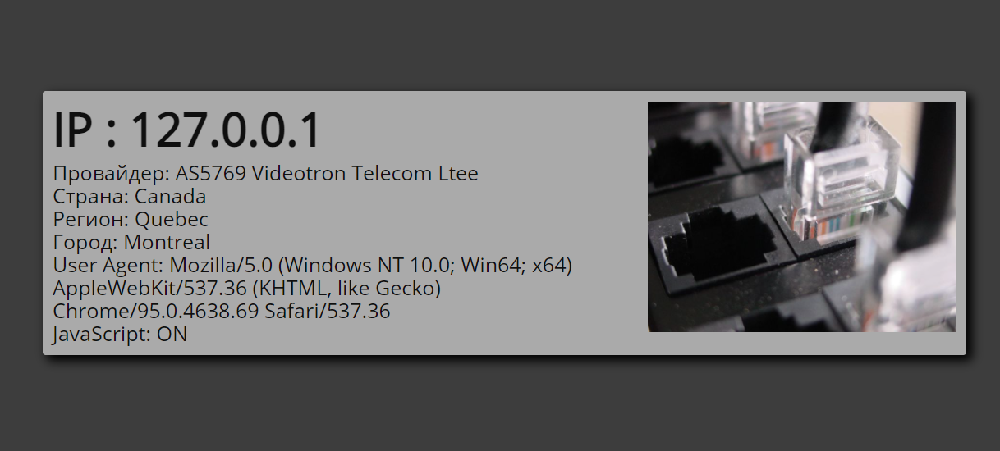 IP : 127.0.0.1
Провайдер: AS5769 Videotron Telecom Ltee
Страна: Canada
Регион: Quebec
Город: Montreal
User Agent: Mozilla/5.0 (Windows NT 10.0; Win64; x64)
AppleWebKit/537.36 (KHTML, like Gecko)
Chrome/95.0.4638.69 Safari/537.36
JavaScript: ON